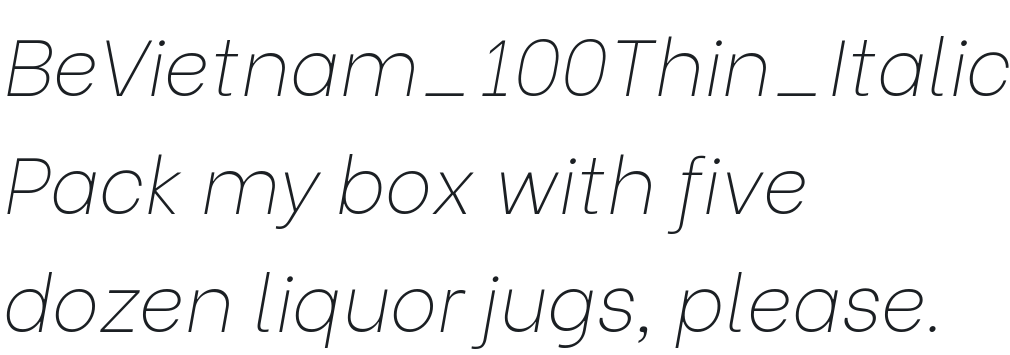 BeVietnam_100Thin_Italic
Pack my box with five
dozen liquor jugs, please.